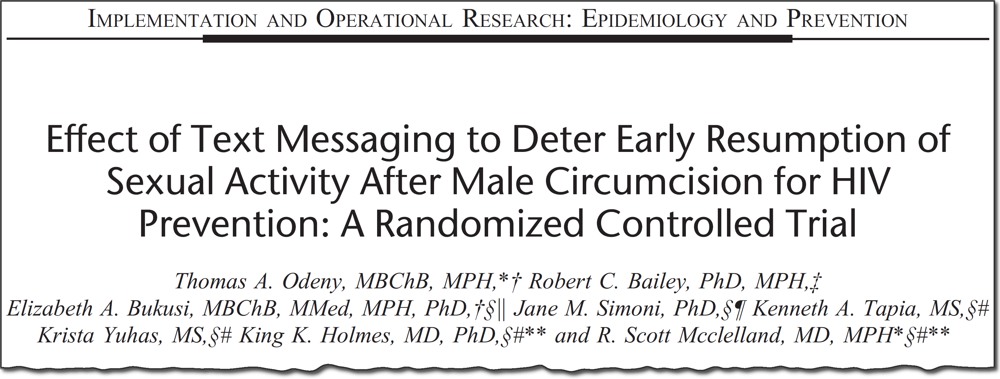 IMPLEMENTATION AND OPERATIONAL RESEARCH: EPIDEMIOLOGY AND PREVENTION
Effect of Text Messaging to Deter Early Resumption of
Sexual Activity After Male Circumcision for HIV
Prevention: A Randomized Controlled Trial
Thomas A. Odeny, MBChB, MPH,*† Robert C. Bailey, PhD, MPH,‡
Elizabeth A. Bukusi, MBChB, MMed, MPH, PhD,†§‖ Jane M. Simoni, PhD,§¶ Kenneth A. Tapia, MS,§#
Krista Yuhas, MS,§# King K. Holmes, MD, PhD,§#** and R. Scott Mcclelland, MD, MPH*§#**